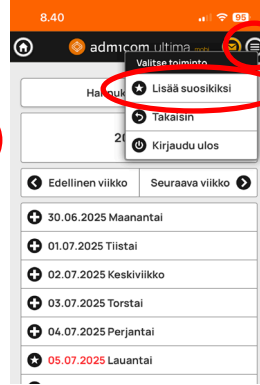 8.40
95
admicom ultima mobi
Valitse toiminto
Lisää suosikiksi
Takaisin
Kirjaudu ulos
Edellinen viikko
Seuraava viikko
30.06.2025 Maanantai
01.07.2025 Tiistai
02.07.2025 Keskiviikko
03.07.2025 Torstai
04.07.2025 Perjantai
05.07.2025 Lauantai